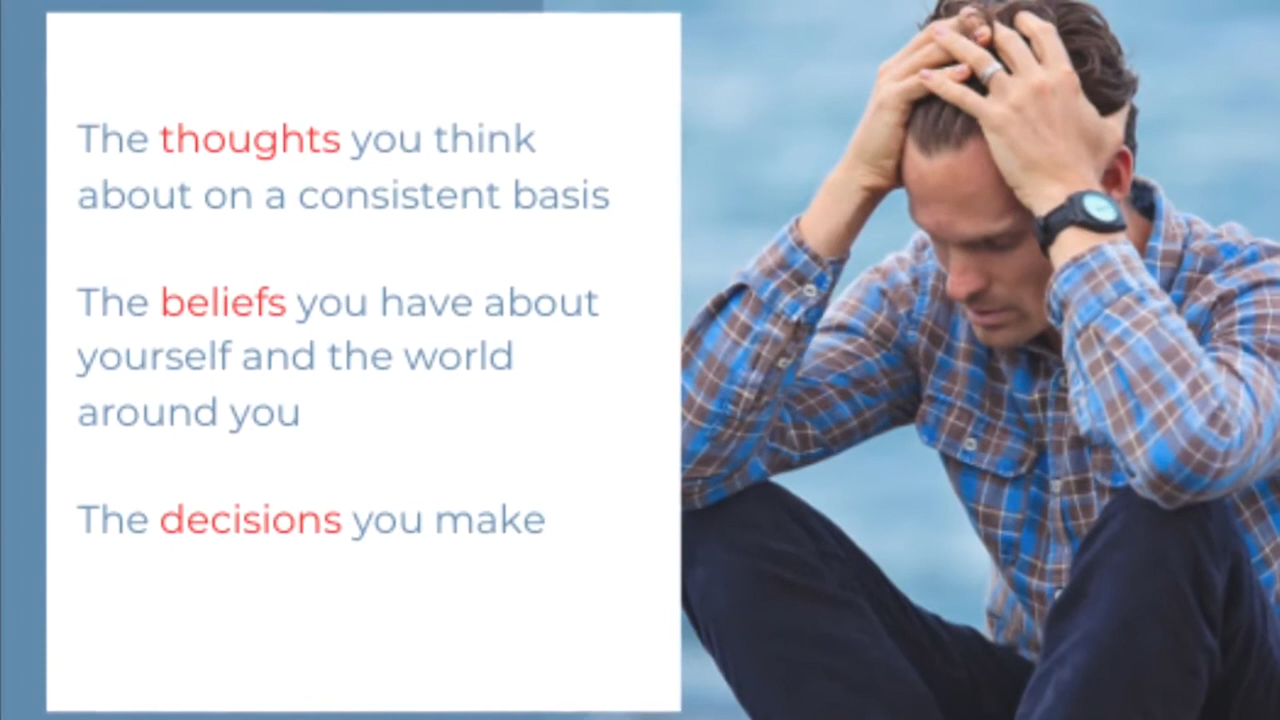 The thoughts you think
about on a consistent basis
The beliefs you have about
yourself and the world
around you
The decisions you make